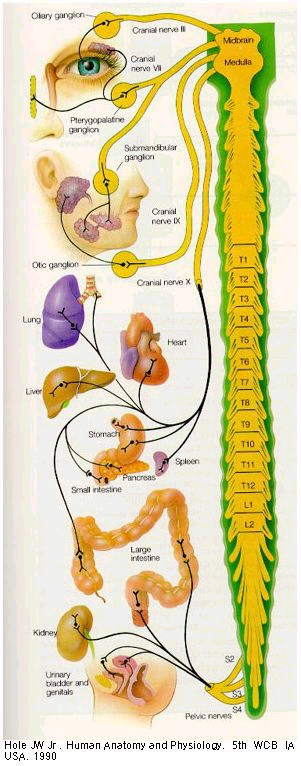 Ciliary ganglion
Cranial nerve III
Midbrain
Cranial
nerve VII
Medulla
Pterygopalatine
ganglion
Submandibular
ganglion
Cranial
nerve IX
Otic ganglion
Cranial nerve X
T1
T2
T3
T4
T5
T6
T7
T8
T9
T10
T11
T12
L1
L2
Lung
Heart
Liver
Stomach
Spleen
Pancreas
Small intestine
Large
intestine
Kidney
Urinary
bladder and
genitals
S2
S3
S4
Pelvic nerves
Hole JW Jr. Human Anatomy and Physiology. 5th WCB IA
USA. 1990